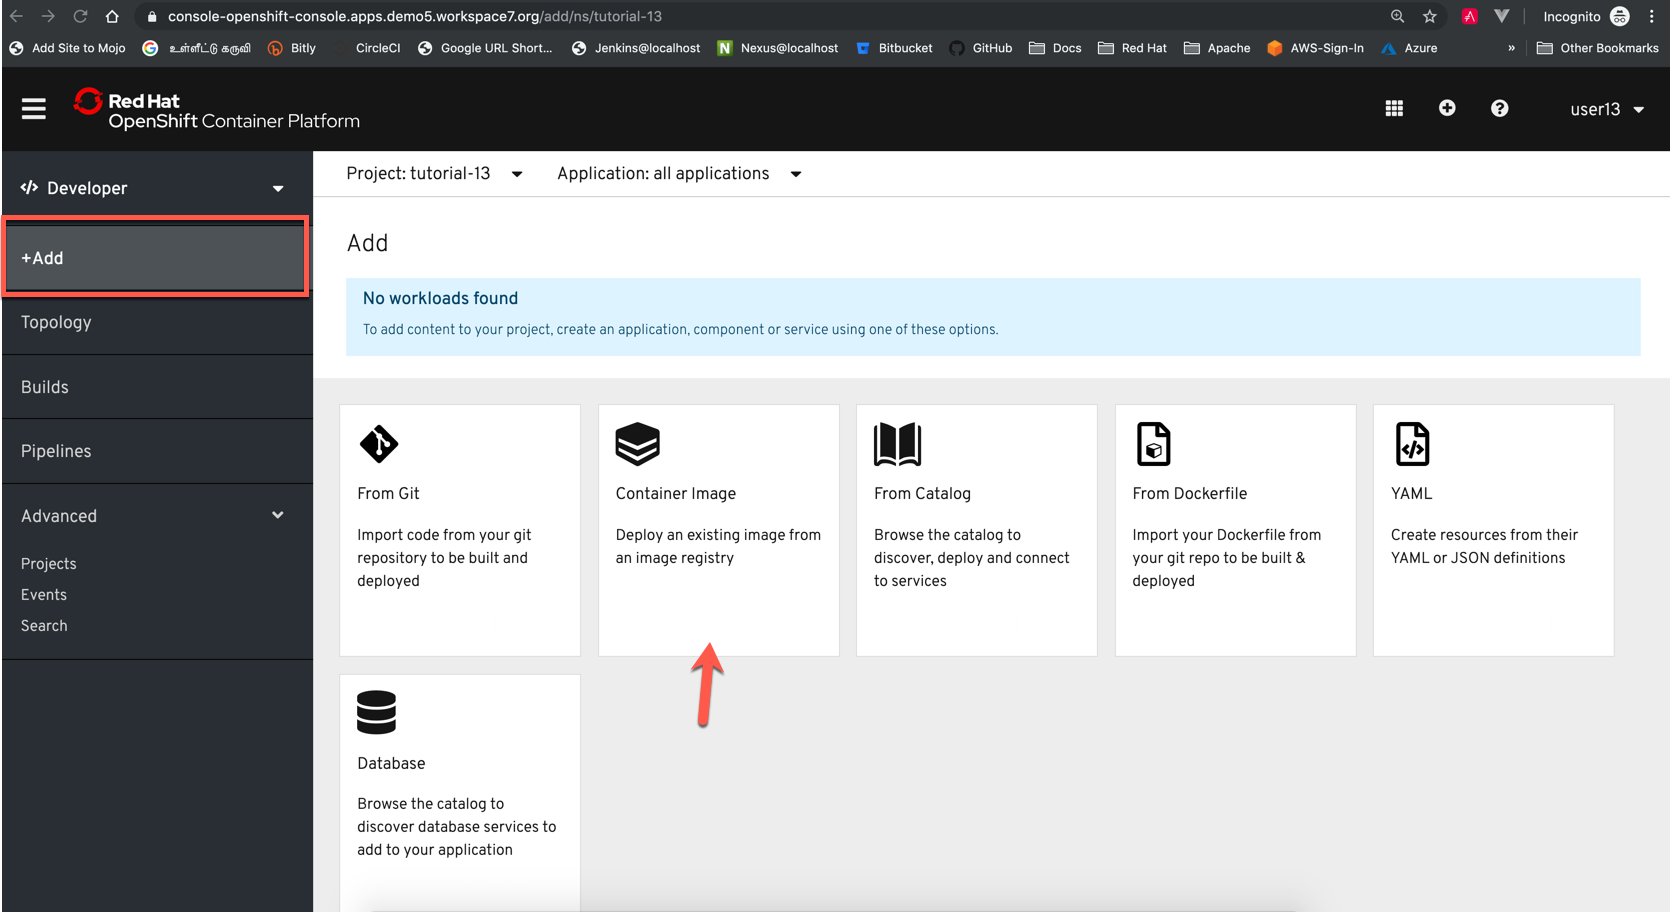 console-openshift-console.apps.demo5.workspace7.org/add/ns/tutorial-13
Incognito
Add Site to Mojo
உள்ளீட்டு கருவி
Bitly
CircleCI
Google URL Short...
Jenkins@localhost
Nexus@localhost
Bitbucket
GitHub
Docs
Red Hat
Apache
AWS-Sign-In
Azure
»
Other Bookmarks
Red Hat
OpenShift Container Platform
user13
Developer
+Add
Topology
Builds
Pipelines
Advanced
Projects
Events
Search
Project: tutorial-13
Application: all applications
Add
No workloads found
To add content to your project, create an application, component or service using one of these options.
From Git
Import code from your git
repository to be built and
deployed
Container Image
Deploy an existing image from
an image registry
From Catalog
Browse the catalog to
discover, deploy and connect
to services
From Dockerfile
Import your Dockerfile from
your git repo to be built &
deployed
YAML
Create resources from their
YAML or JSON definitions
Database
Browse the catalog to
discover database services to
add to your application